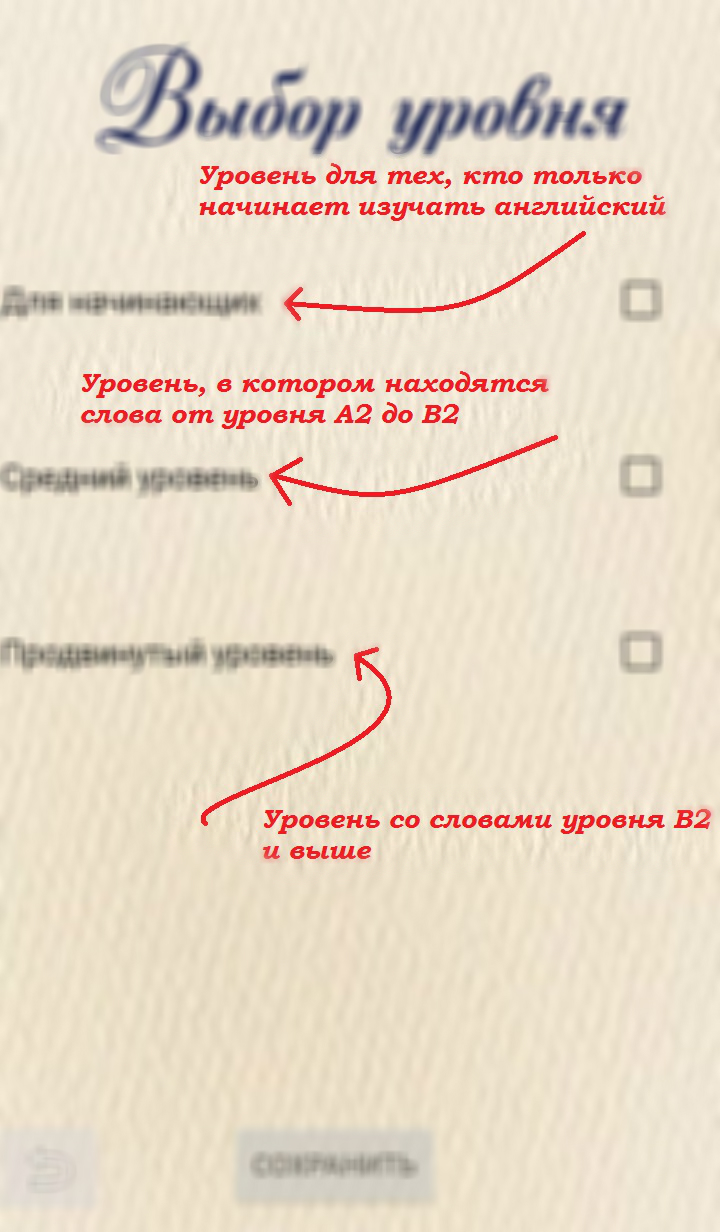 Выбор уровня
Уровень для тех, кто только
начинает изучать английский
Для начинающих
Уровень, в котором находятся
слова от уровня A2 до B2
Средний уровень
Продвинутый уровень
Уровень со словами уровня B2
и выше
СОХРАНИТЬ